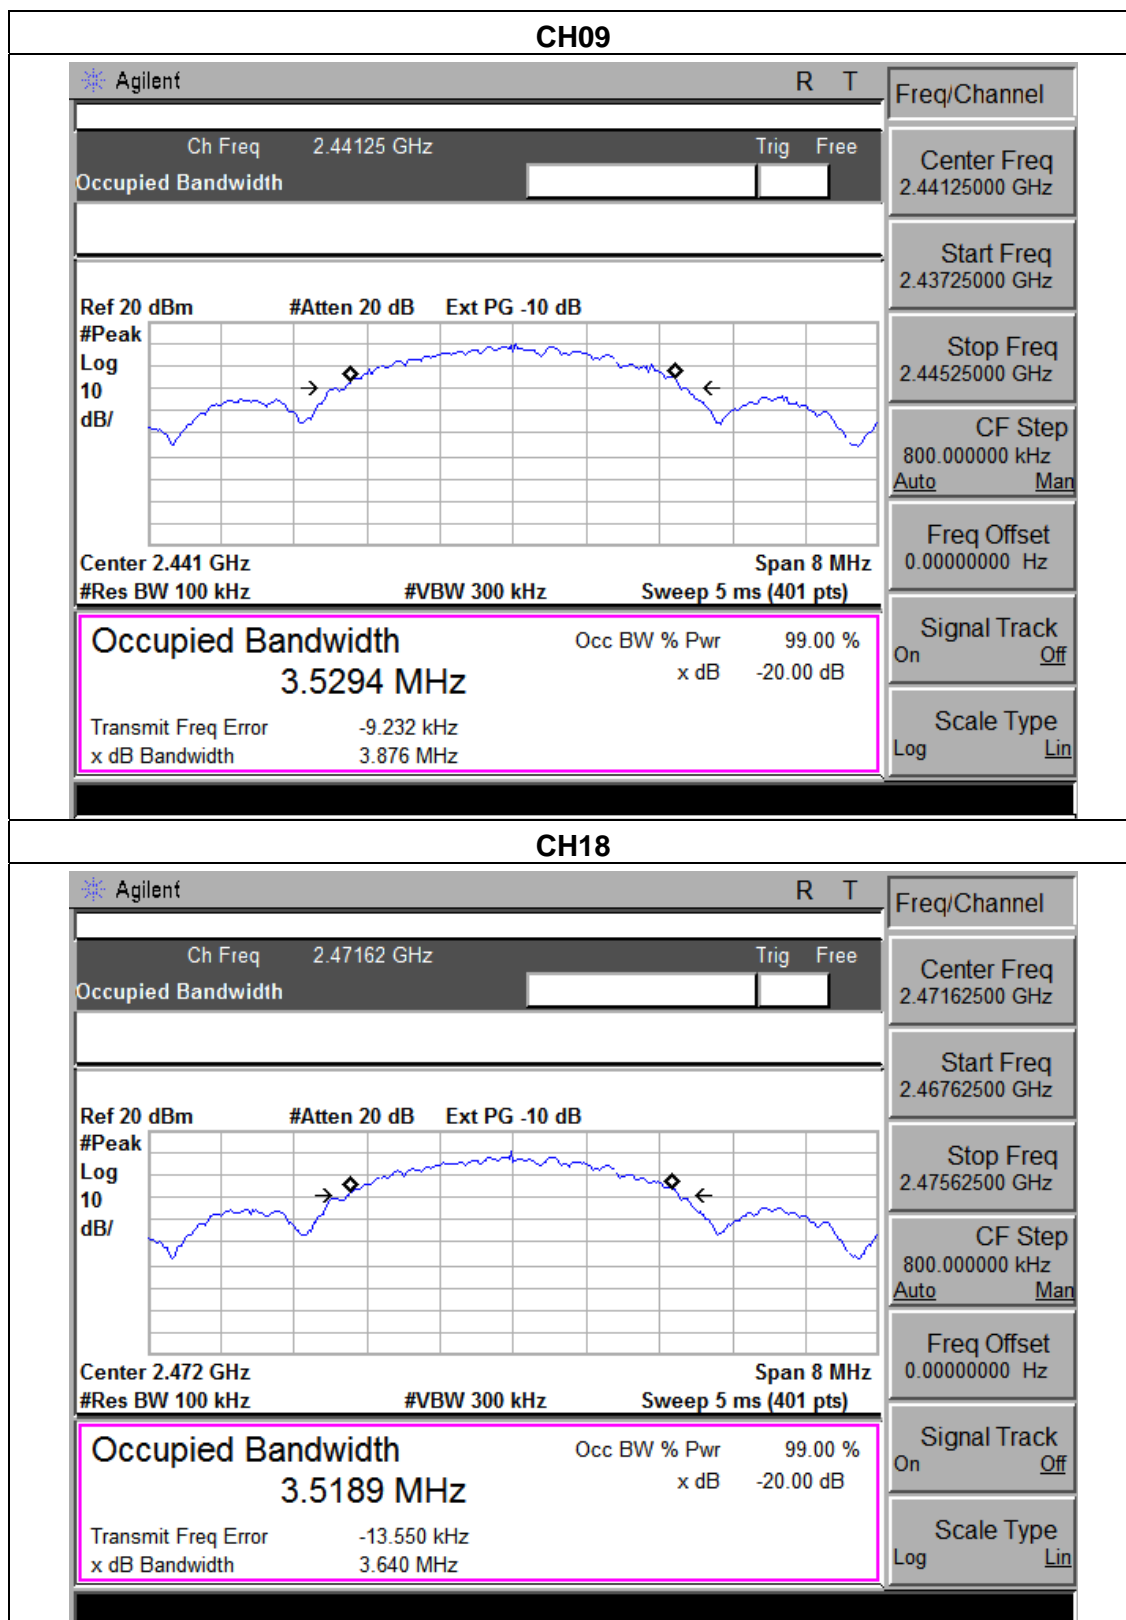 CH09
Agilent R T
Freq/Channel
Ch Freq 2.44125 GHz Trig Free
Occupied Bandwidth
Center Freq
2.44125000 GHz
Start Freq
2.43725000 GHz
Ref 20 dBm #Atten 20 dB Ext PG -10 dB
#Peak
Log
10
dB/
Stop Freq
2.44525000 GHz
CF Step
800.000000 kHz
Auto Man
Freq Offset
0.00000000 Hz
Center 2.441 GHz Span 8 MHz
#Res BW 100 kHz #VBW 300 kHz Sweep 5 ms (401 pts)
Occupied Bandwidth Occ BW % Pwr 99.00 %
3.5294 MHz x dB -20.00 dB
Transmit Freq Error -9.232 kHz
x dB Bandwidth 3.876 MHz
Signal Track
On Off
Scale Type
Log Lin
CH18
Agilent R T
Freq/Channel
Ch Freq 2.47162 GHz Trig Free
Occupied Bandwidth
Center Freq
2.47162500 GHz
Start Freq
2.46762500 GHz
Ref 20 dBm #Atten 20 dB Ext PG -10 dB
#Peak
Log
10
dB/
Stop Freq
2.47562500 GHz
CF Step
800.000000 kHz
Auto Man
Freq Offset
0.00000000 Hz
Center 2.472 GHz Span 8 MHz
#Res BW 100 kHz #VBW 300 kHz Sweep 5 ms (401 pts)
Occupied Bandwidth Occ BW % Pwr 99.00 %
3.5189 MHz x dB -20.00 dB
Transmit Freq Error -13.550 kHz
x dB Bandwidth 3.640 MHz
Signal Track
On Off
Scale Type
Log Lin